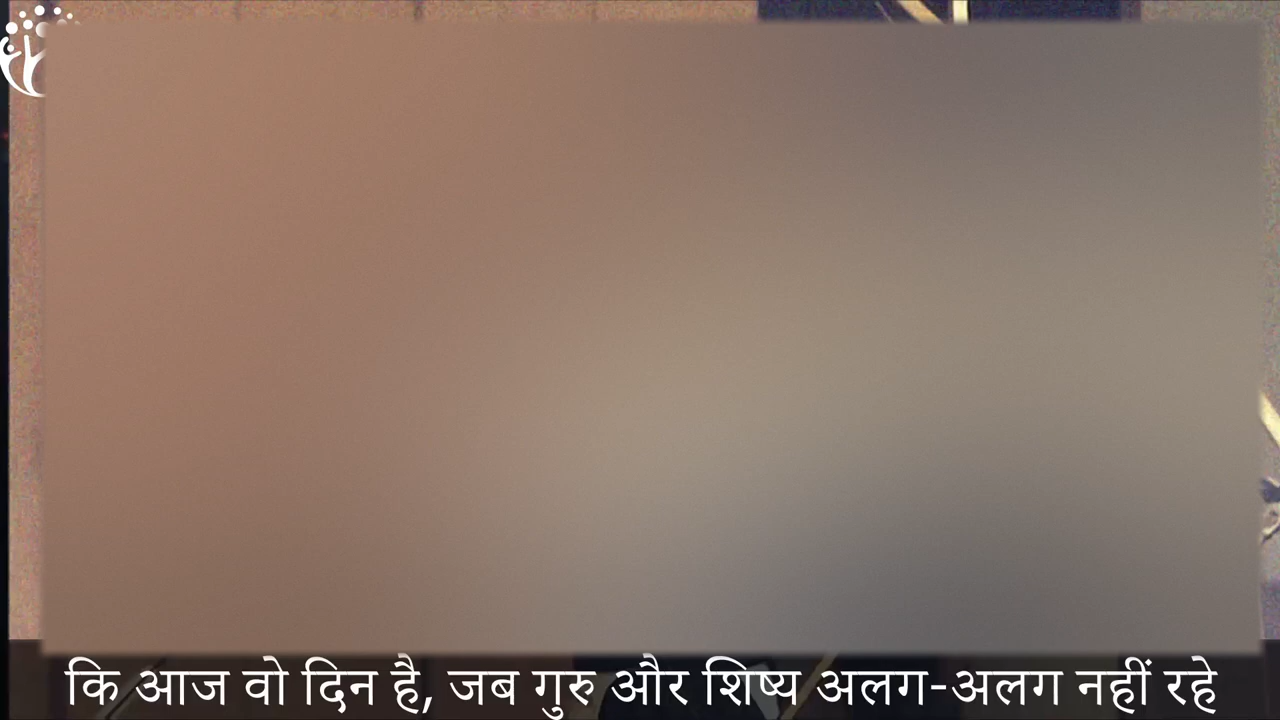 कि आज वो दिन है, जब गुरु और शिष्य अलग-अलग नहीं रहे